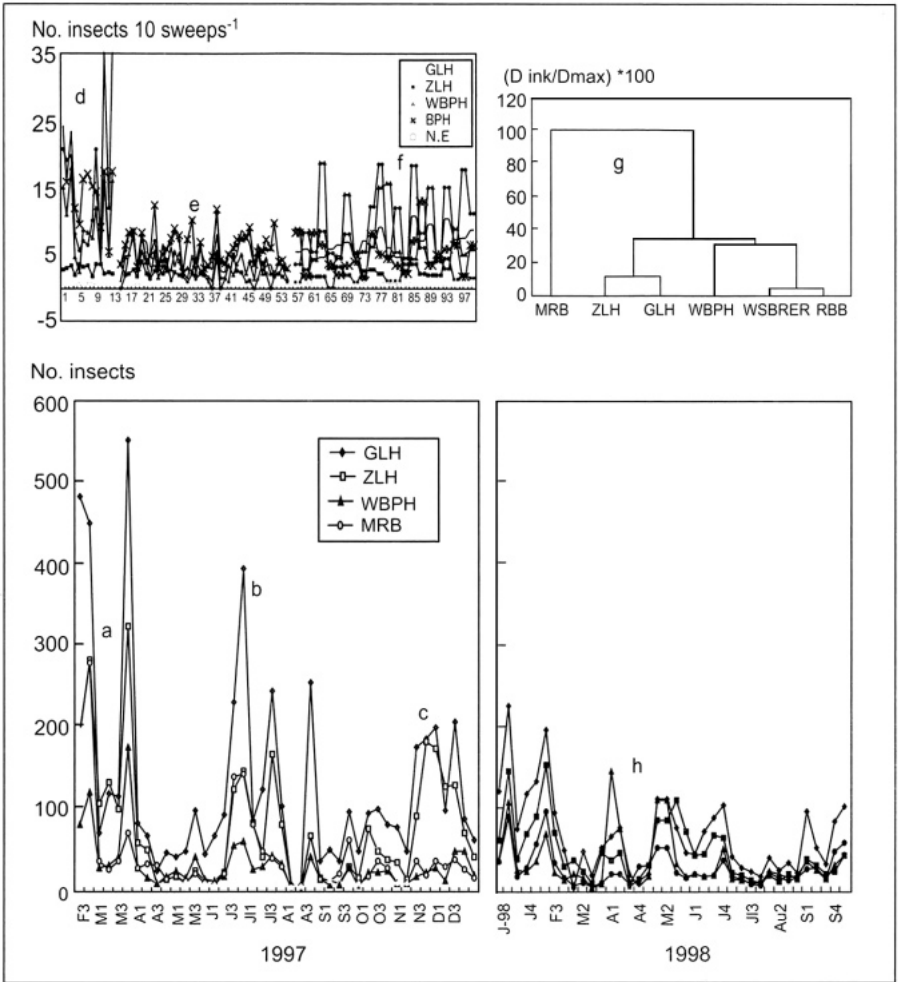 No. insects 10 sweeps-1
35
25
15
5
-5
d
e
f
GLH
ZLH
WBPH
BPH
N.E
1 5 9 13 17 21 25 29 33 37 41 45 49 53 57 61 65 69 73 77 81 85 89 93 97
(D ink/Dmax) *100
120
100
80
60
40
20
0
g
MRB ZLH GLH WBPH WSBRER RBB
No. insects
600
500
400
300
200
100
0
a
b
c
GLH
ZLH
WBPH
MRB
h
F3 M1 M3 A1 A3 M1 M3 J1 J3 Jl1 Jl3 A1 A3 S1 S3 O1 O3 N1 N3 D1 D3
J-98 J4 F3 M2 A1 A4 M2 J1 J4 Jl3 Au2 S1 S4
1997
1998